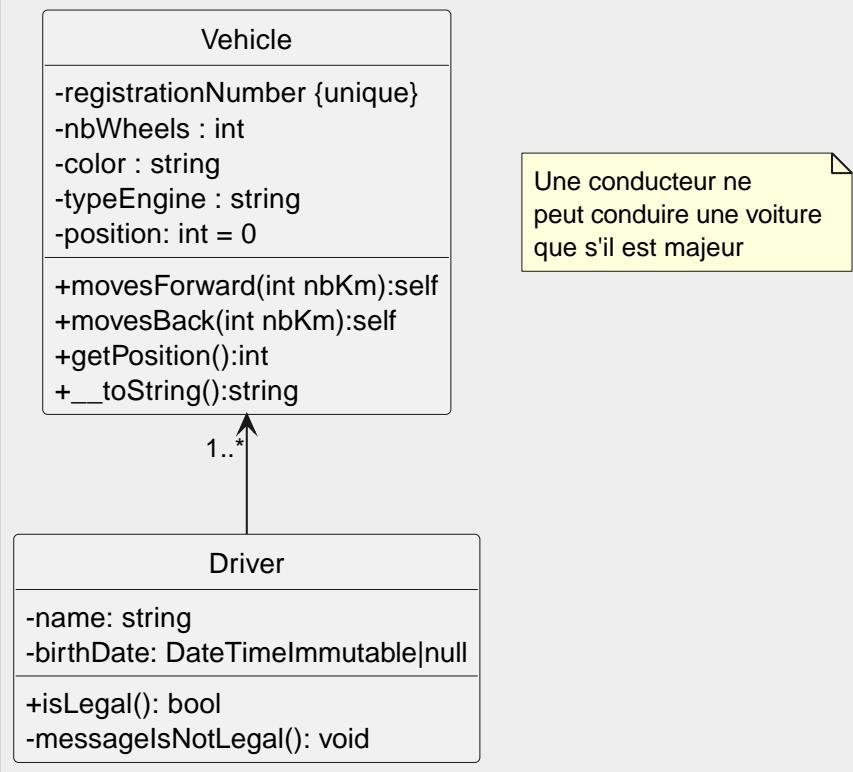 Vehicle
-registrationNumber {unique}
-nbWheels : int
-color : string
-typeEngine : string
-position: int = 0
+movesForward(int nbKm):self
+movesBack(int nbKm):self
+getPosition():int
+__toString():string
Une conducteur ne
peut conduire une voiture
que s'il est majeur
1..*
Driver
-name: string
-birthDate: DateTimeImmutable|null
+isLegal(): bool
-messageIsNotLegal(): void